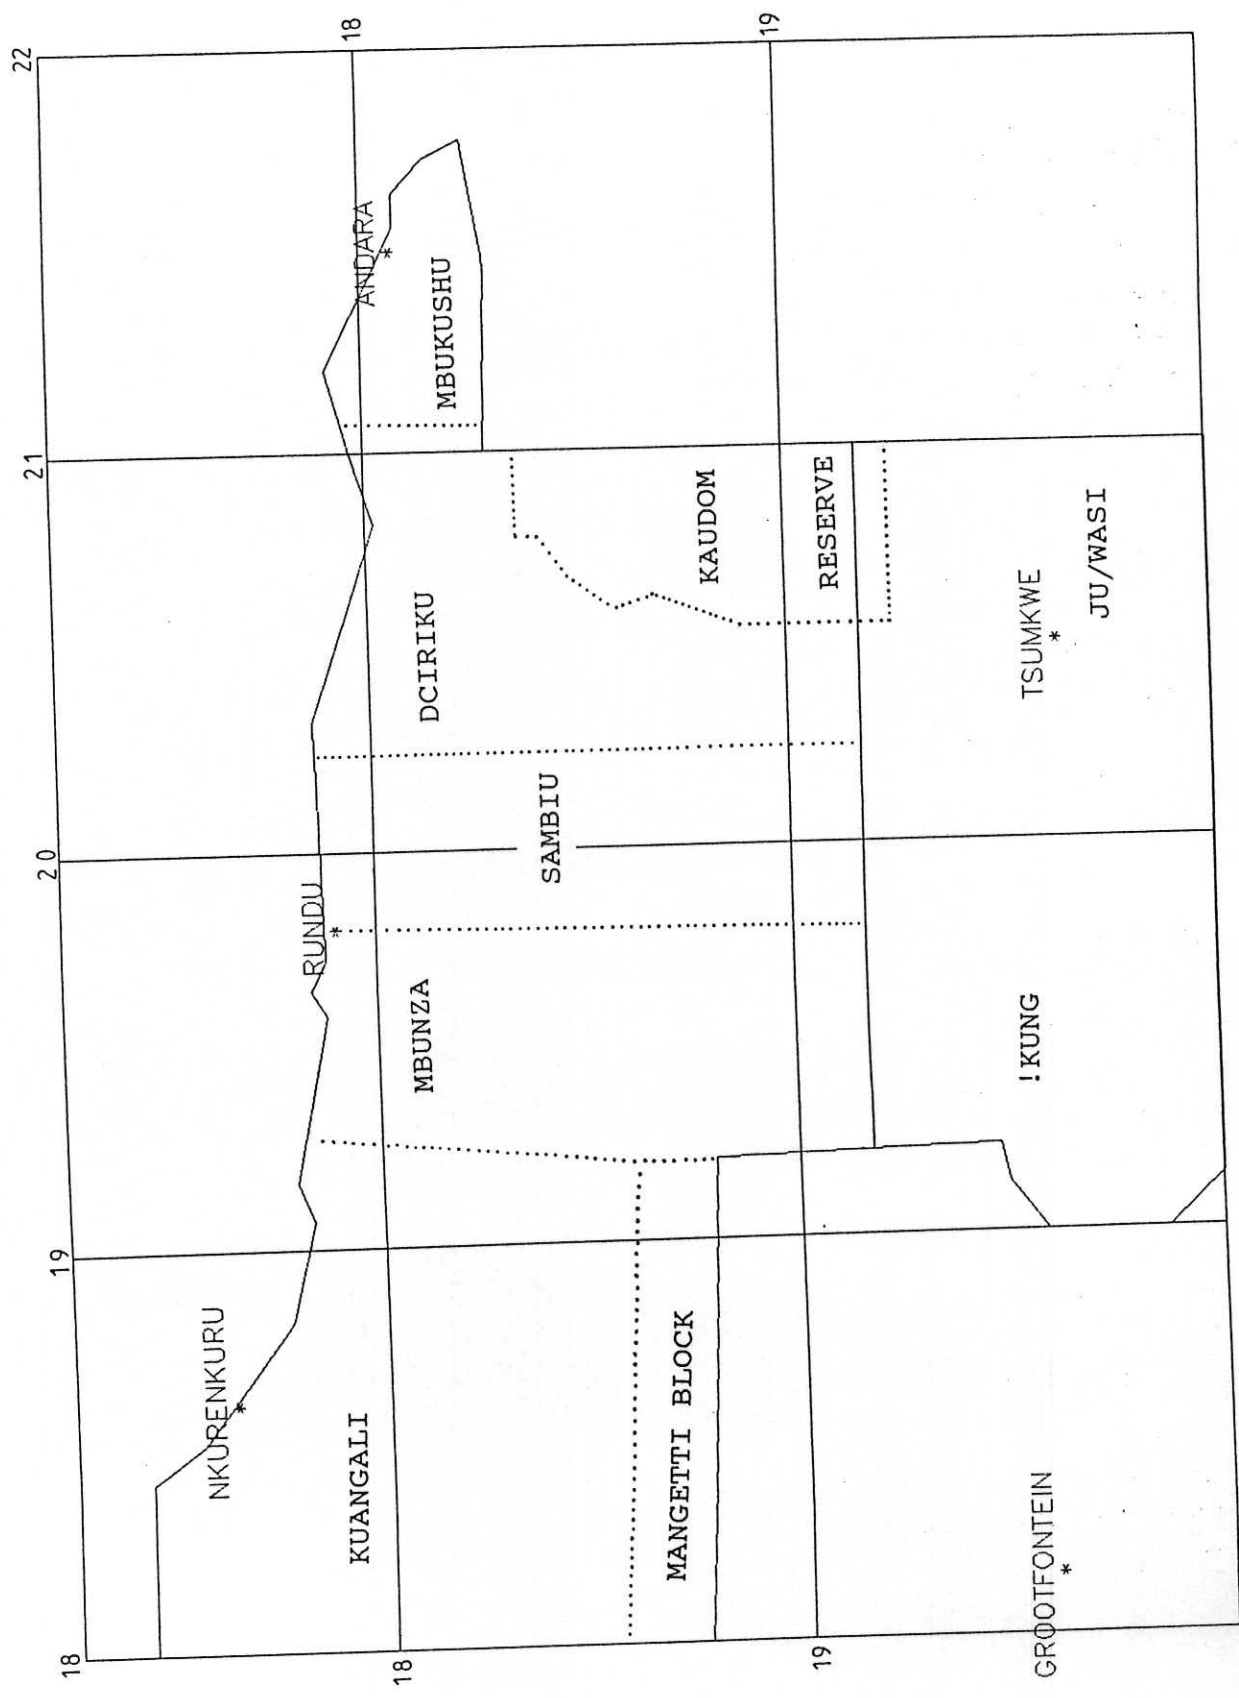 18
19
20
21
22
18
18
19
19
NKURENKURU
RUNDU
ANDARA
KUANGALI
MBUNZA
DCIRIKU
MBUKUSHU
SAMBIU
MANGETTI BLOCK
KAUDOM
RESERVE
GROOTFONTEIN
!KUNG
TSUMKWE
JU/WASI